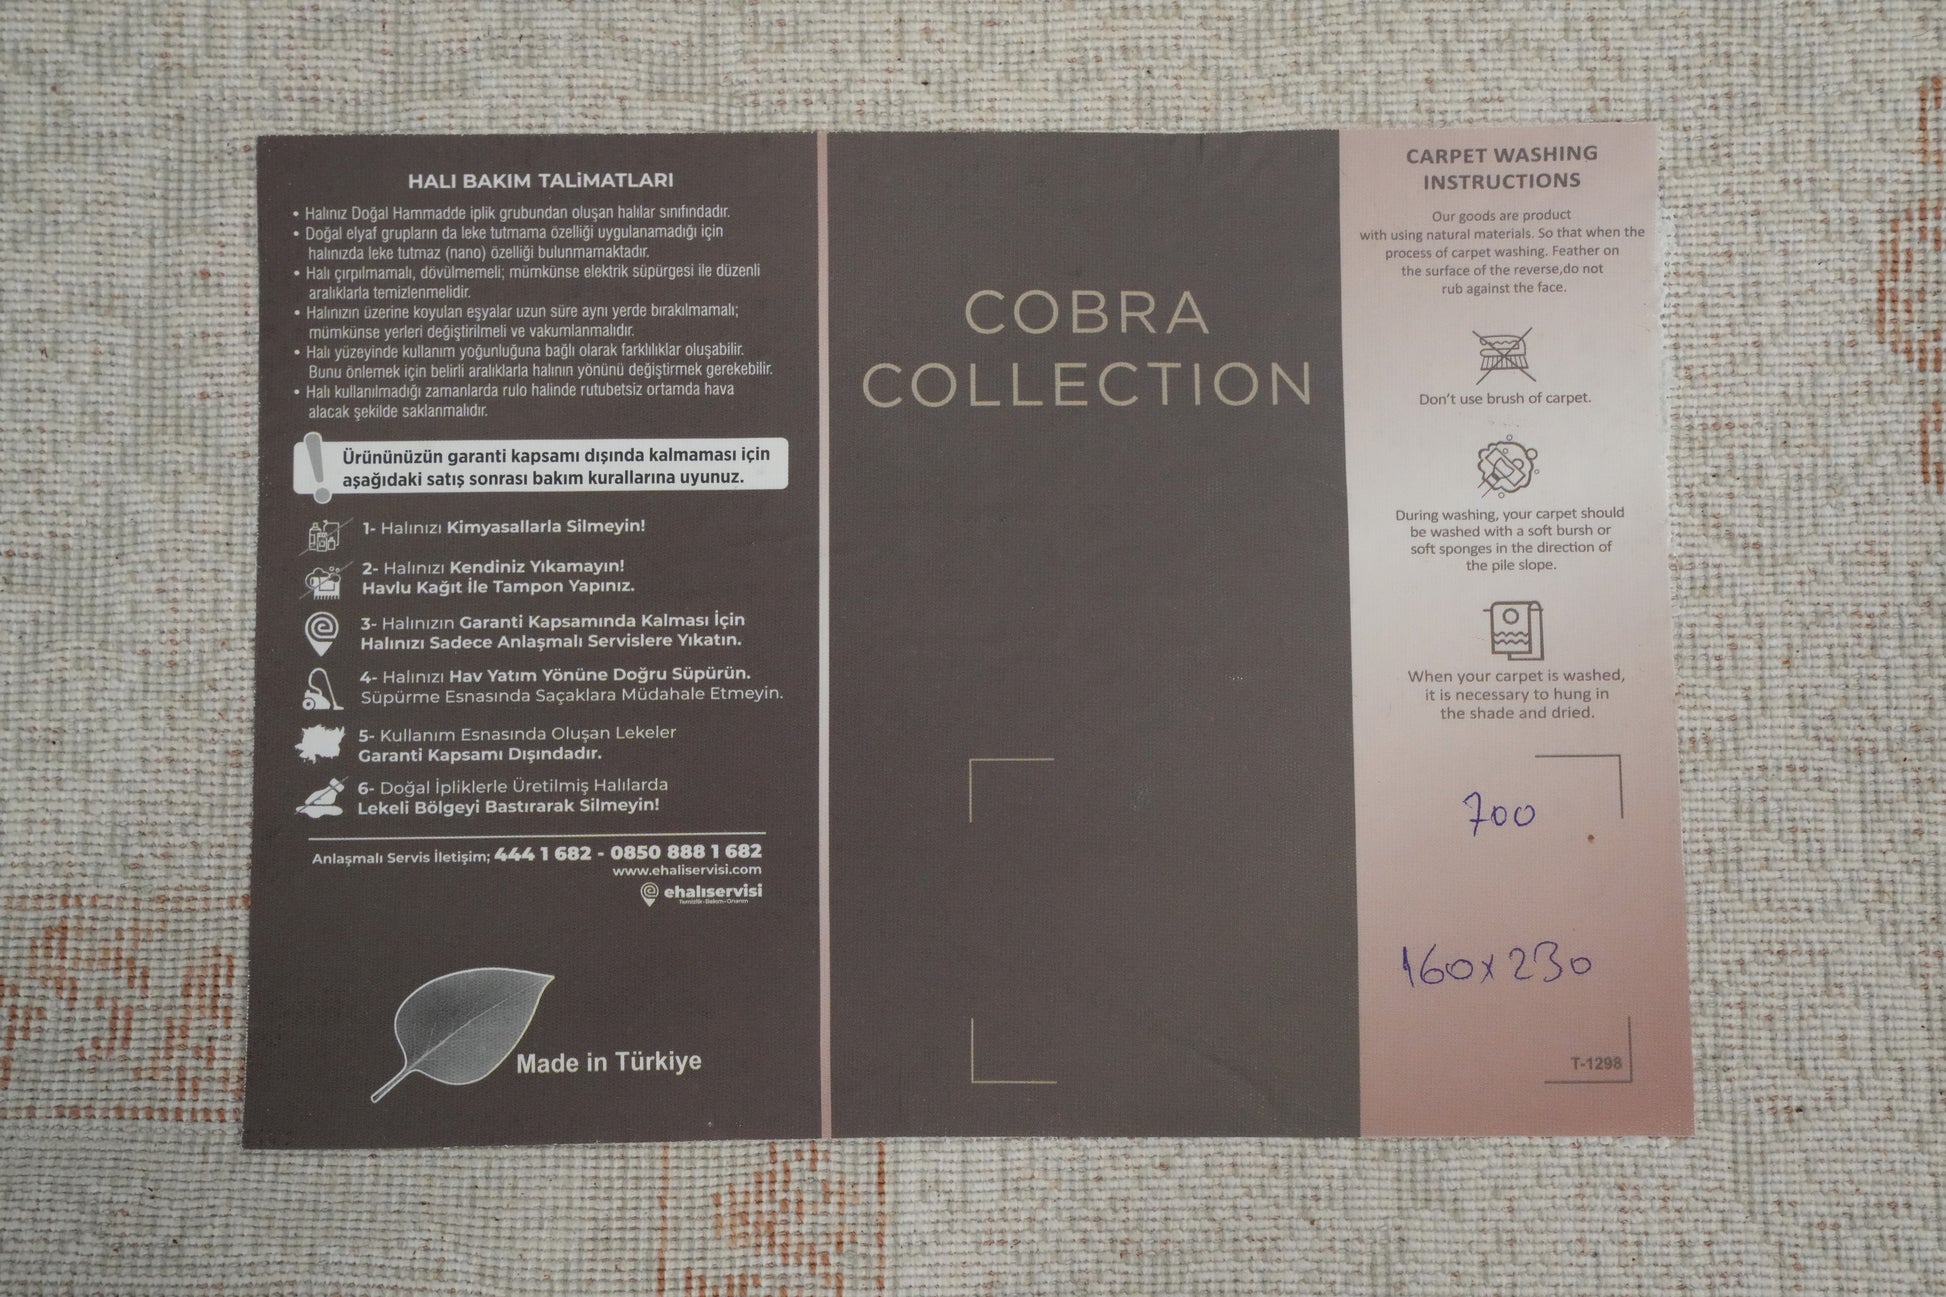 HALI BAKIM TALiMATLARI
• Halınız Doğal Hammadde iplik grubundan oluşan halılar sınıfındadır.
• Doğal elyaf grupların da leke tutmama özelliği uygulanamadığı için
halınızda leke tutmaz (nano) özelliği bulunmamaktadır.
• Halı çırpılmamalı, dövülmemeli; mümkünse elektrik süpürgesi ile düzenli
aralıklarla temizlenmelidir.
• Halınızın üzerine koyulan eşyalar uzun süre aynı yerde bırakılmamalı;
mümkünse yerleri değiştirilmeli ve vakumlanmalıdır.
• Halı yüzeyinde kullanım yoğunluğuna bağlı olarak farklılıklar oluşabilir.
Bunu önlemek için belirli aralıklarla halının yönünü değiştirmek gerekebilir.
• Halı kullanılmadığı zamanlarda rulo halinde rutubetsiz ortamda hava
alacak şekilde saklanmalıdır.
Ürününüzün garanti kapsamı dışında kalmaması için
aşağıdaki satış sonrası bakım kurallarına uyunuz.
1- Halınızı Kimyasallarla Silmeyin!
2- Halınızı Kendiniz Yıkamayın!
Havlu Kağıt İle Tampon Yapınız.
3- Halınızın Garanti Kapsamında Kalması İçin
Halınızı Sadece Anlaşmalı Servislere Yıkatın.
4- Halınızı Hav Yatım Yönüne Doğru Süpürün.
Süpürme Esnasında Saçaklara Müdahale Etmeyin.
5- Kullanım Esnasında Oluşan Lekeler
Garanti Kapsamı Dışındadır.
6- Doğal İpliklerle Üretilmiş Halılarda
Lekeli Bölgeyi Bastırarak Silmeyin!
Anlaşmalı Servis İletişim; 444 1 682 - 0850 888 1 682
www.ehaliservisi.com
ehalıservisi
Temizlik-Bakım-Onarım
Made in Türkiye
COBRA
COLLECTION
CARPET WASHING
INSTRUCTIONS
Our goods are product
with using natural materials. So that when the
process of carpet washing. Feather on
the surface of the reverse,do not
rub against the face.
Don't use brush of carpet.
During washing, your carpet should
be washed with a soft bursh or
soft sponges in the direction of
the pile slope.
When your carpet is washed,
it is necessary to hung in
the shade and dried.
700
160x230
T-1298